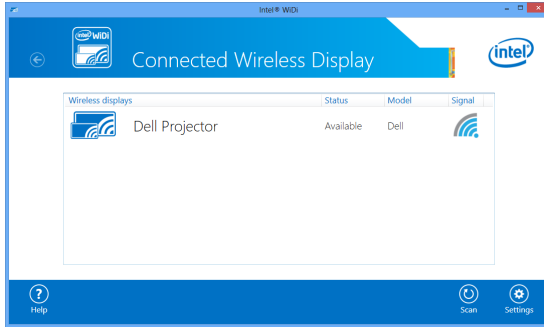 Intel® WiDi
intel WiDi
Connected Wireless Display
intel
Wireless displays Status Model Signal
Dell Projector Available Dell
?
Help Scan Settings